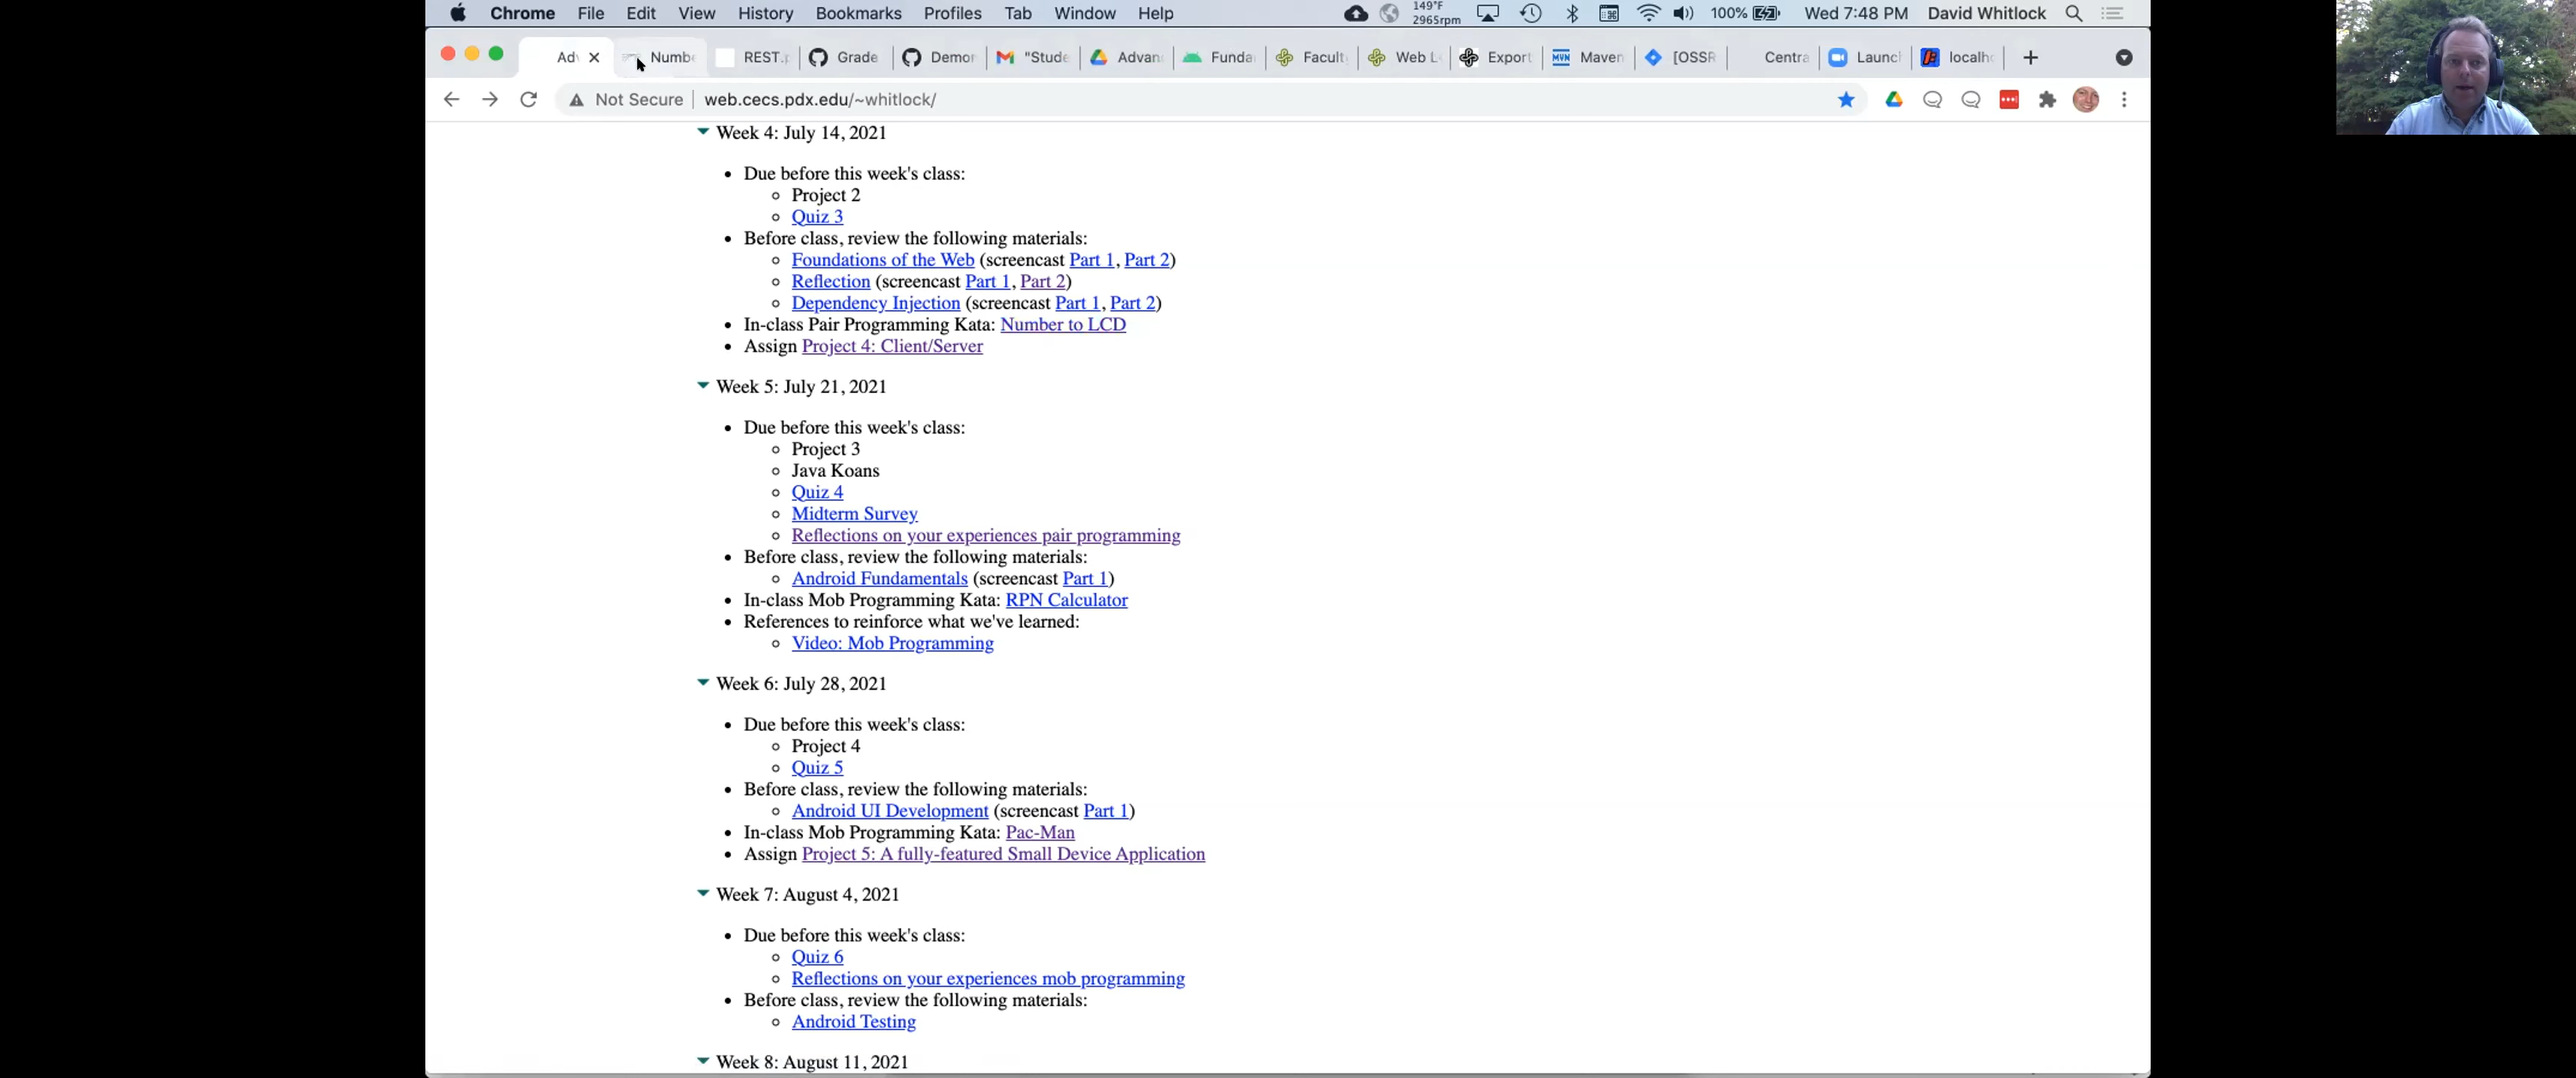 Chrome File Edit View History Bookmarks Profiles Tab Window Help 149°F 2965rpm 100% Wed 7:48 PM David Whitlock
Adv Numbe REST.p Grade Demon "Stude Advan Funda Facult Web L Export Maven [OSSR Centra Launch localho
Not Secure web.cecs.pdx.edu/~whitlock/
Week 4: July 14, 2021
Due before this week's class:
Project 2
Quiz 3
Before class, review the following materials:
Foundations of the Web (screencast Part 1, Part 2)
Reflection (screencast Part 1, Part 2)
Dependency Injection (screencast Part 1, Part 2)
In-class Pair Programming Kata: Number to LCD
Assign Project 4: Client/Server
Week 5: July 21, 2021
Due before this week's class:
Project 3
Java Koans
Quiz 4
Midterm Survey
Reflections on your experiences pair programming
Before class, review the following materials:
Android Fundamentals (screencast Part 1)
In-class Mob Programming Kata: RPN Calculator
References to reinforce what we've learned:
Video: Mob Programming
Week 6: July 28, 2021
Due before this week's class:
Project 4
Quiz 5
Before class, review the following materials:
Android UI Development (screencast Part 1)
In-class Mob Programming Kata: Pac-Man
Assign Project 5: A fully-featured Small Device Application
Week 7: August 4, 2021
Due before this week's class:
Quiz 6
Reflections on your experiences mob programming
Before class, review the following materials:
Android Testing
Week 8: August 11, 2021